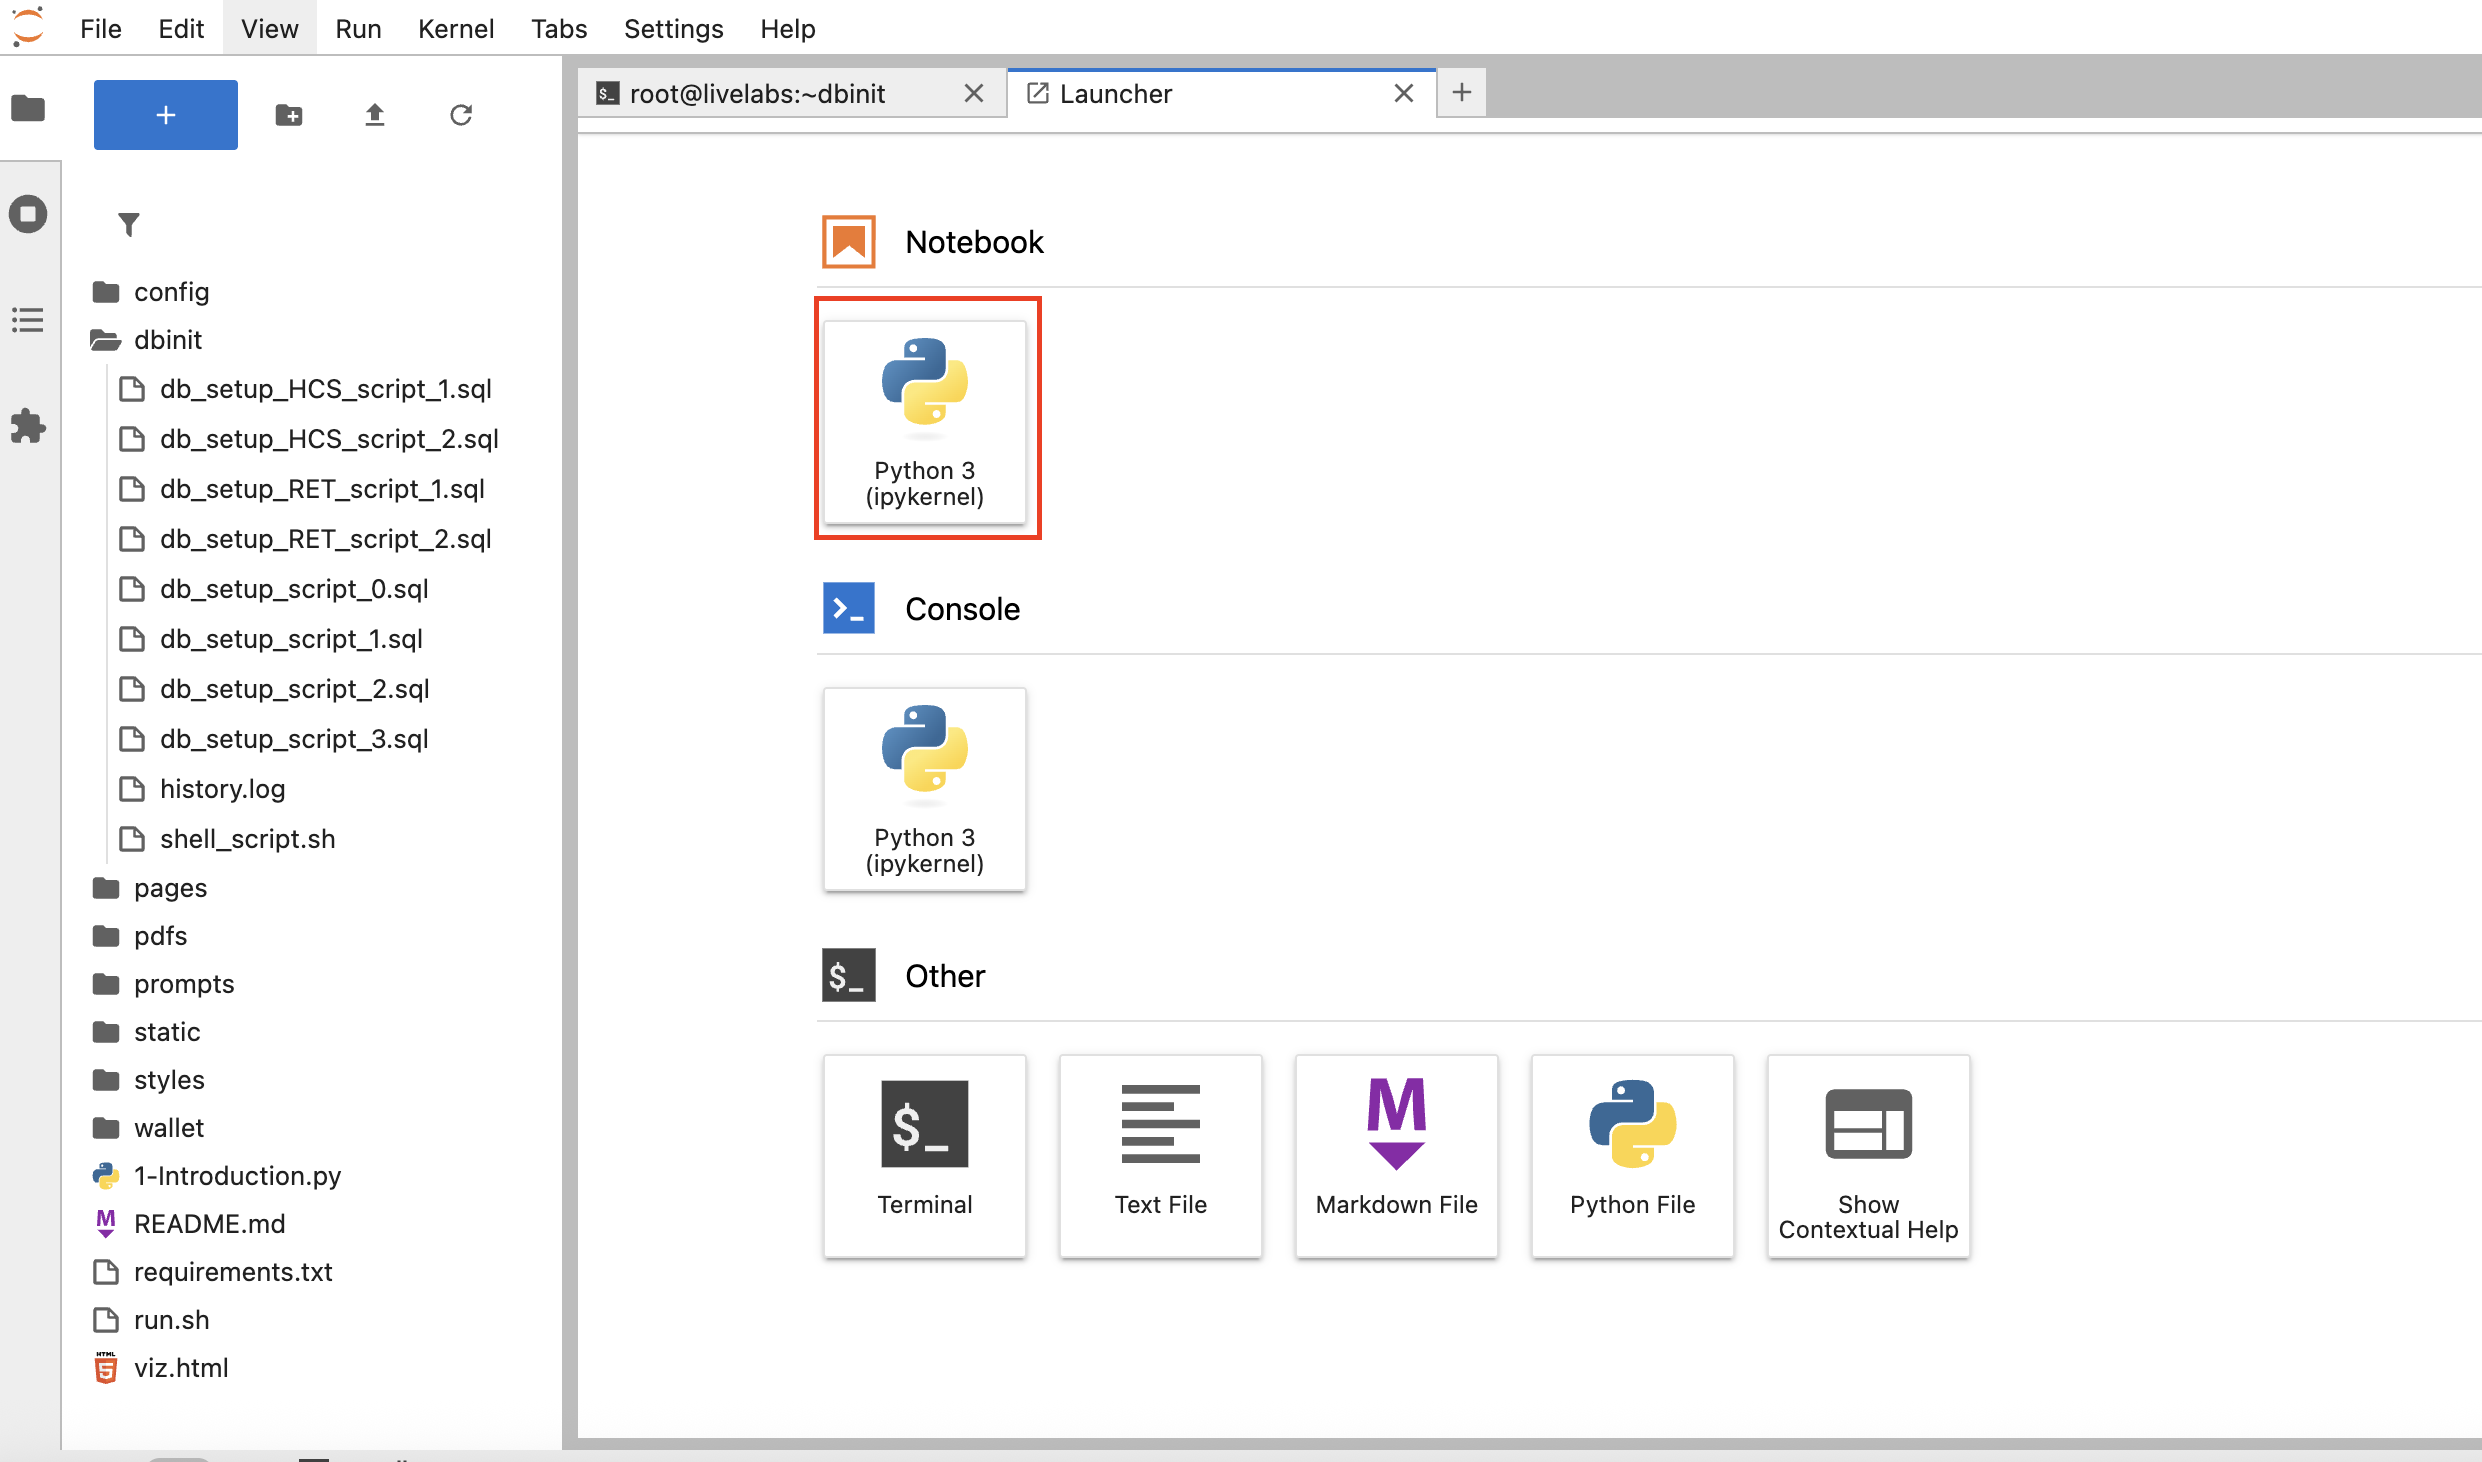 File Edit View Run Kernel Tabs Settings Help
+
$_ root@livelabs:~dbinit
Launcher
+
config
dbinit
db_setup_HCS_script_1.sql
db_setup_HCS_script_2.sql
db_setup_RET_script_1.sql
db_setup_RET_script_2.sql
db_setup_script_0.sql
db_setup_script_1.sql
db_setup_script_2.sql
db_setup_script_3.sql
history.log
shell_script.sh
pages
pdfs
prompts
static
styles
wallet
1-Introduction.py
M README.md
requirements.txt
run.sh
HTML 5 viz.html
Notebook
Python 3
(ipykernel)
>_ Console
Python 3
(ipykernel)
$_ Other
$_
Terminal
Text File
M
Markdown File
Python File
Show
Contextual Help